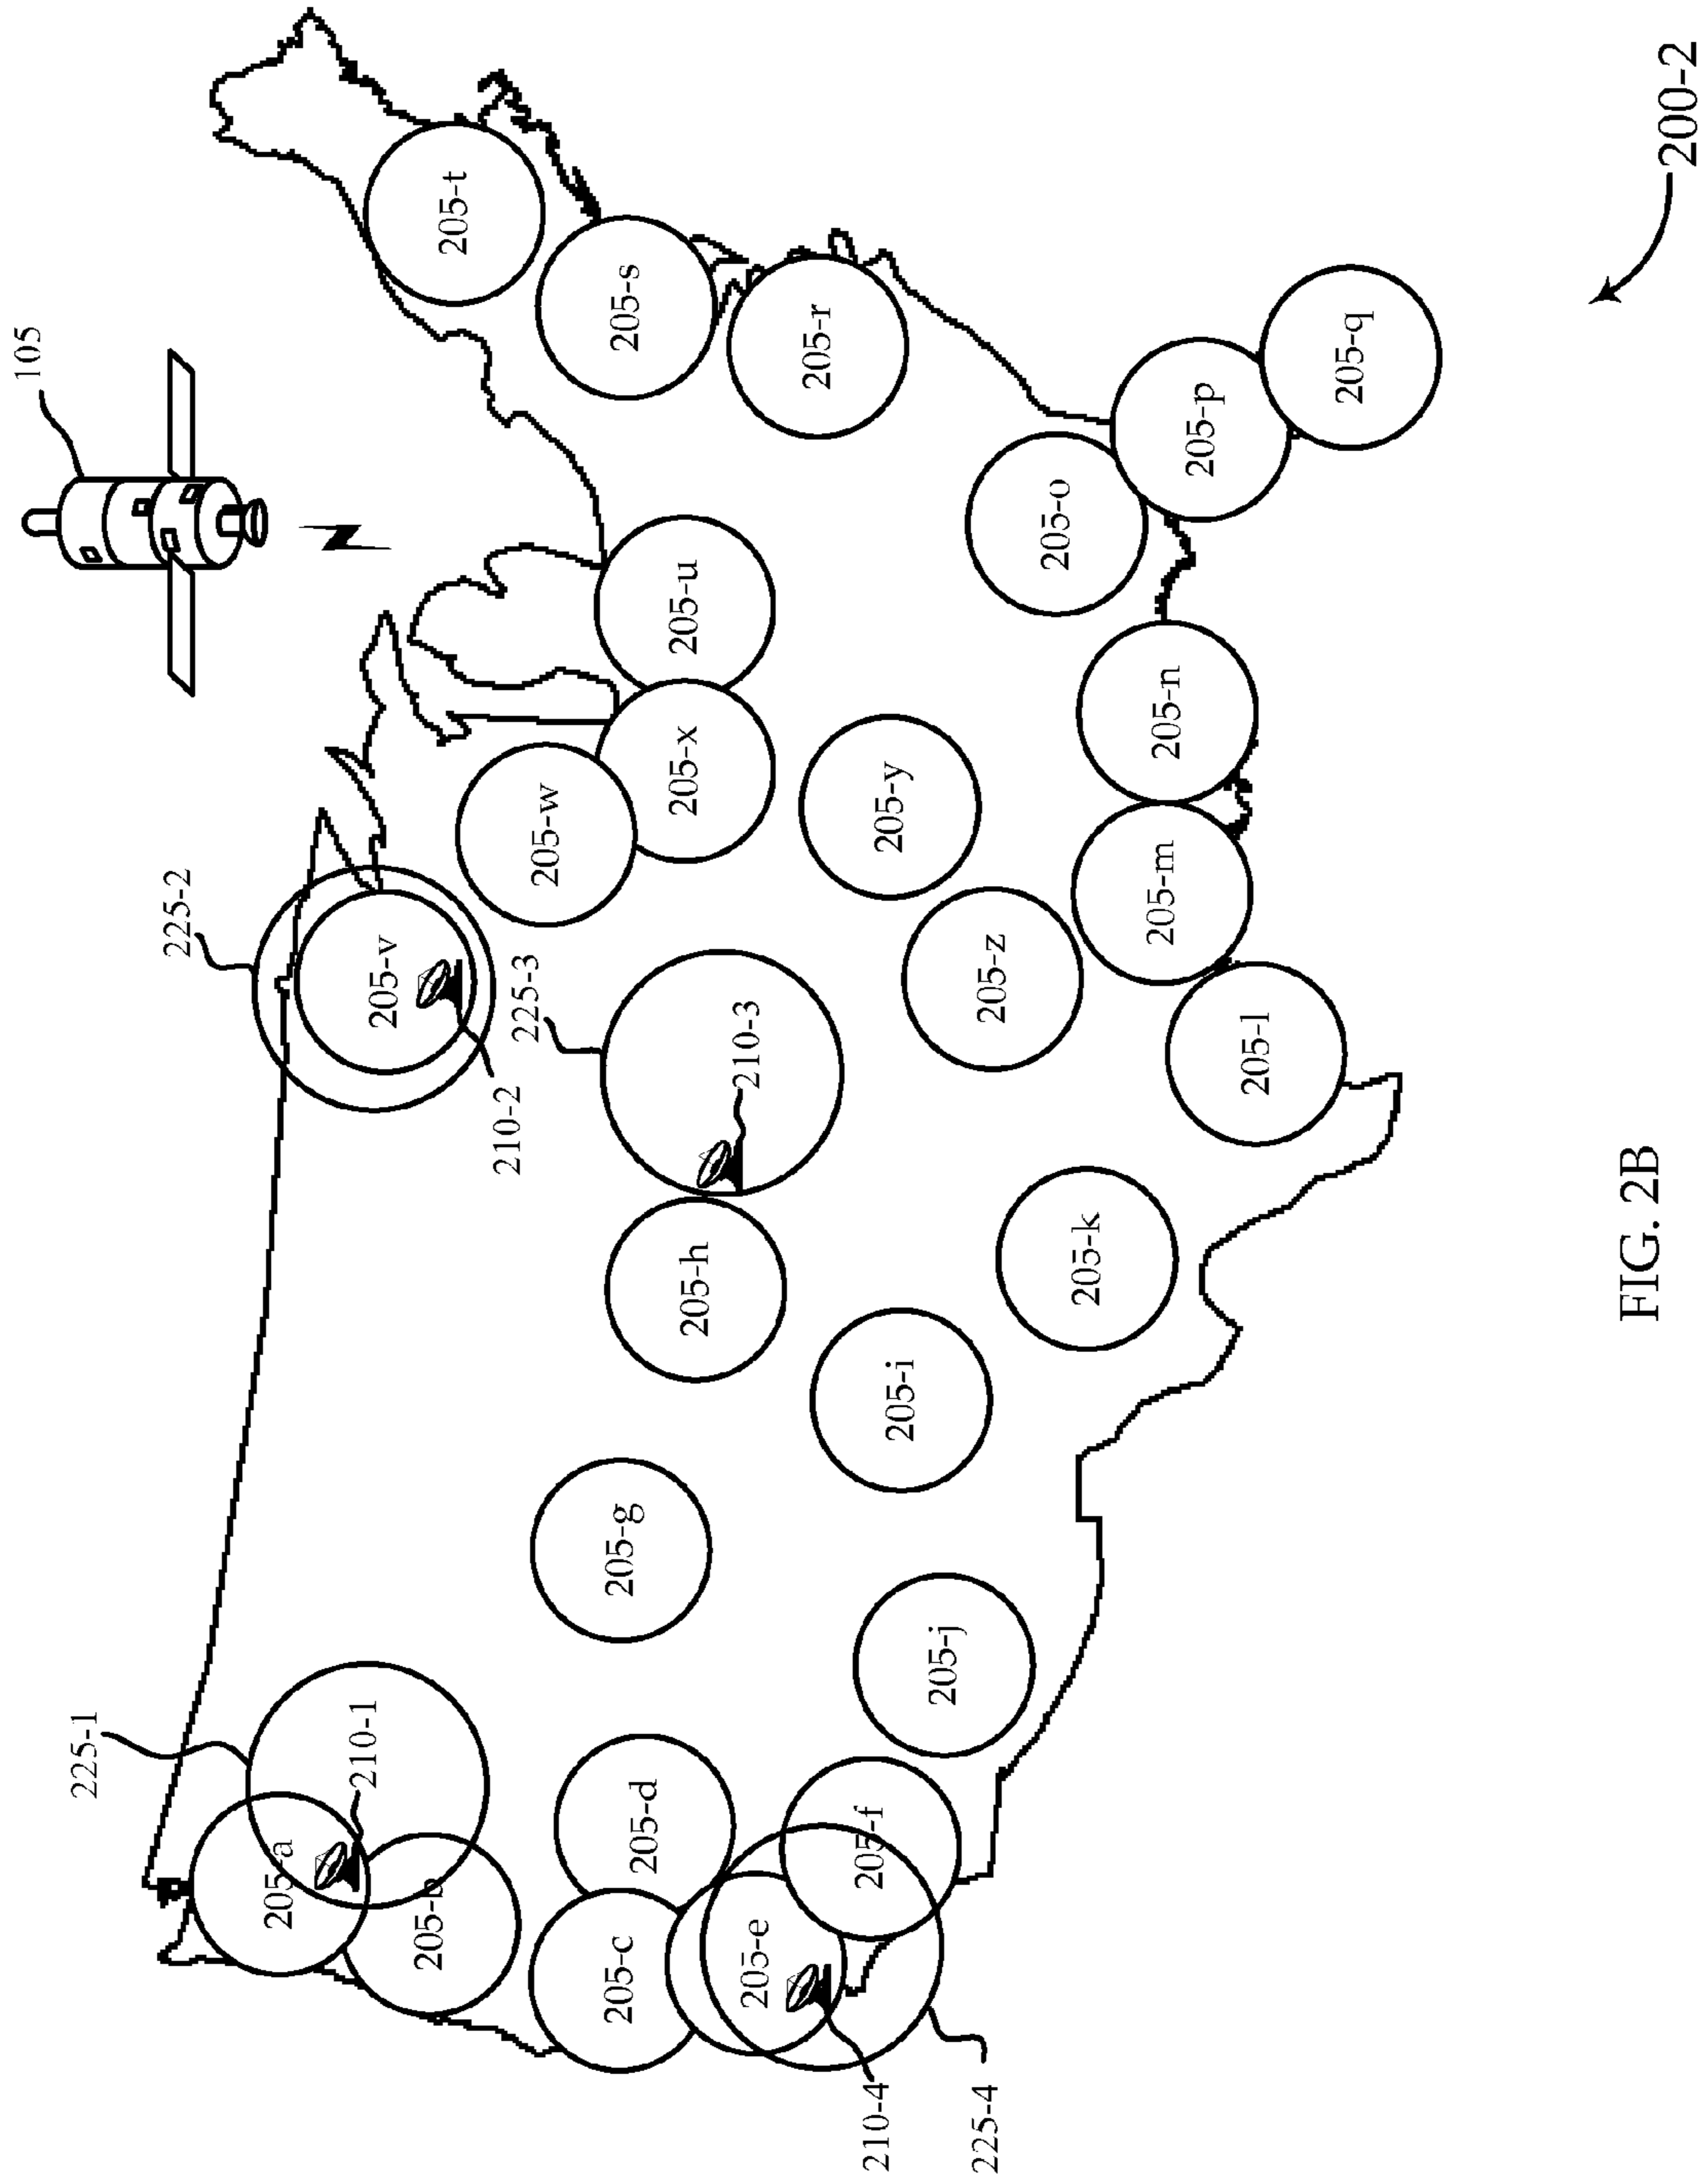 105
225-1
225-2
205-a
210-1
205-v
205-t
205-b
210-2
225-3
205-w
205-s
205-c
205-d
205-g
205-h
210-3
205-x
205-u
205-e
205-r
205-f
205-i
205-y
210-4
205-j
205-z
225-4
205-k
205-o
205-m
205-n
205-p
205-l
205-q
FIG. 2B
200-2